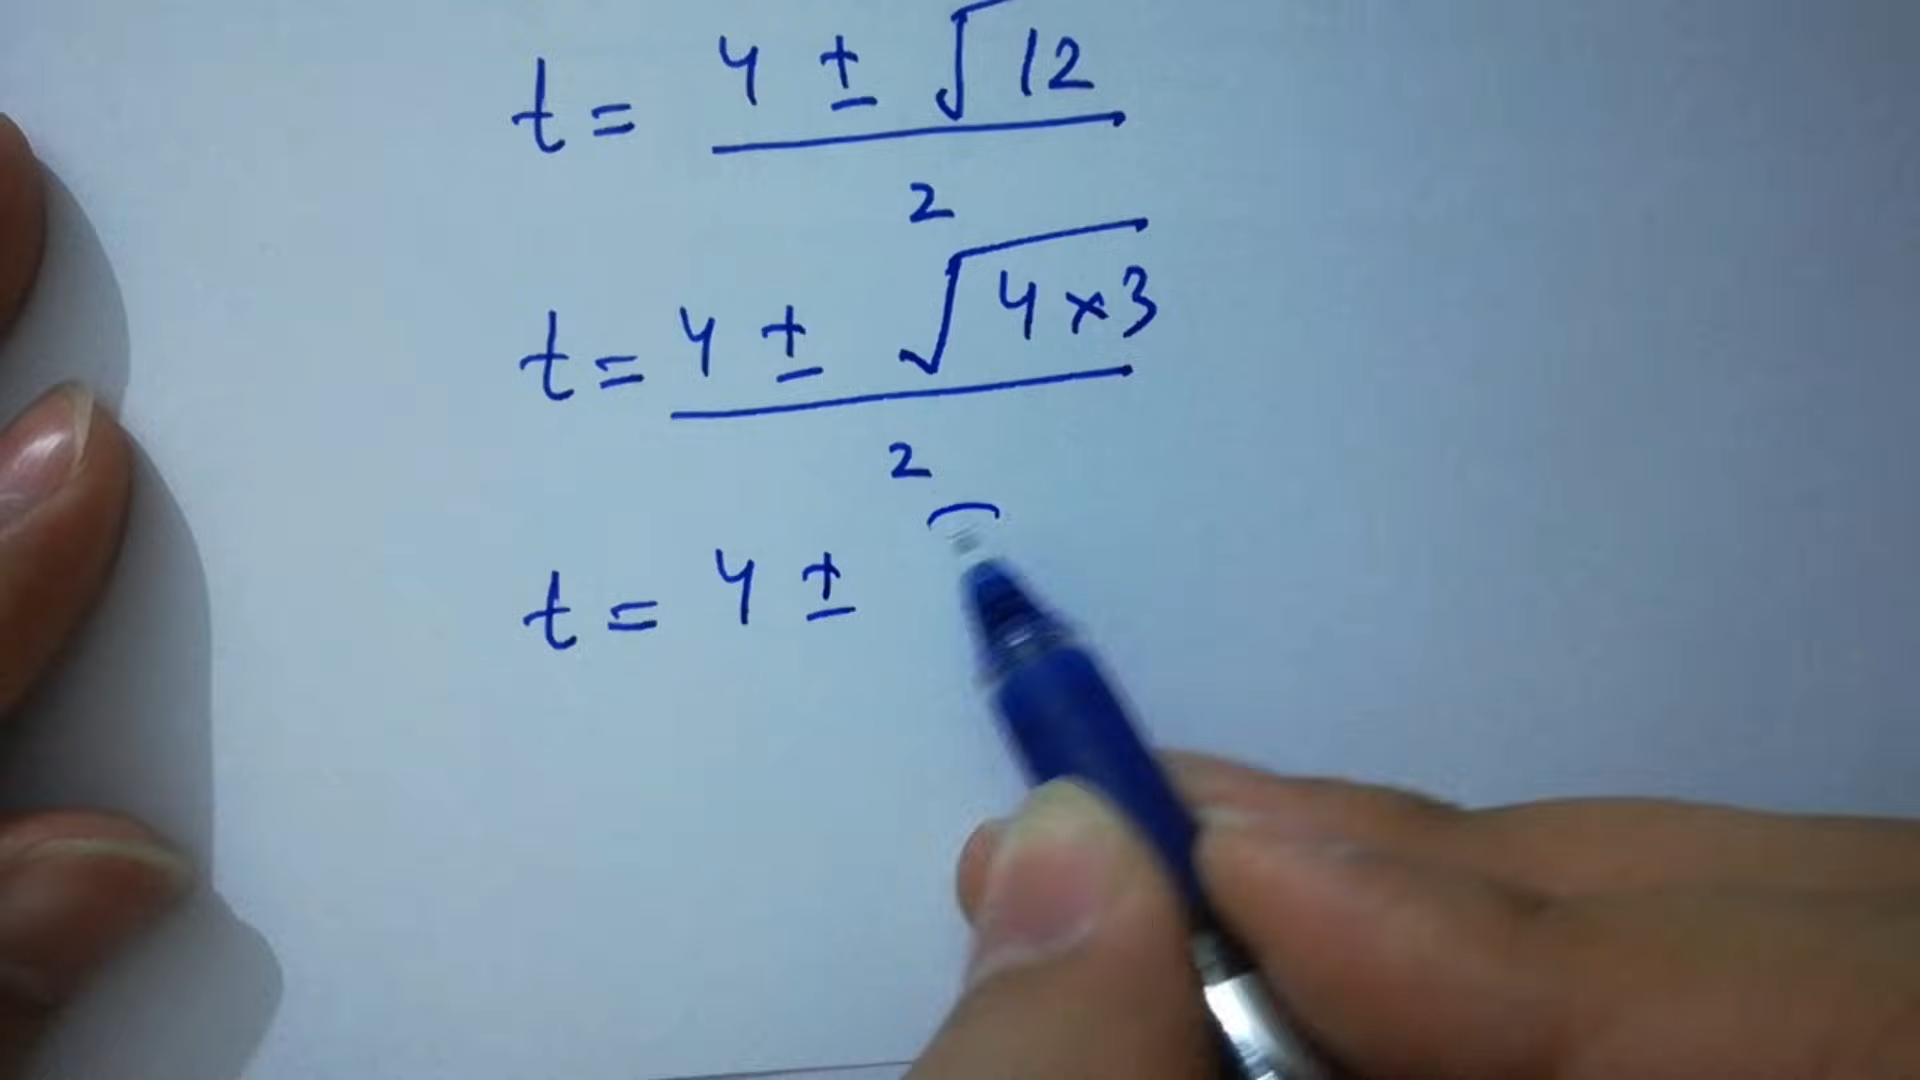 t = 4 ± √12
2
t = 4 ± √4×3
2
t = 4 ±